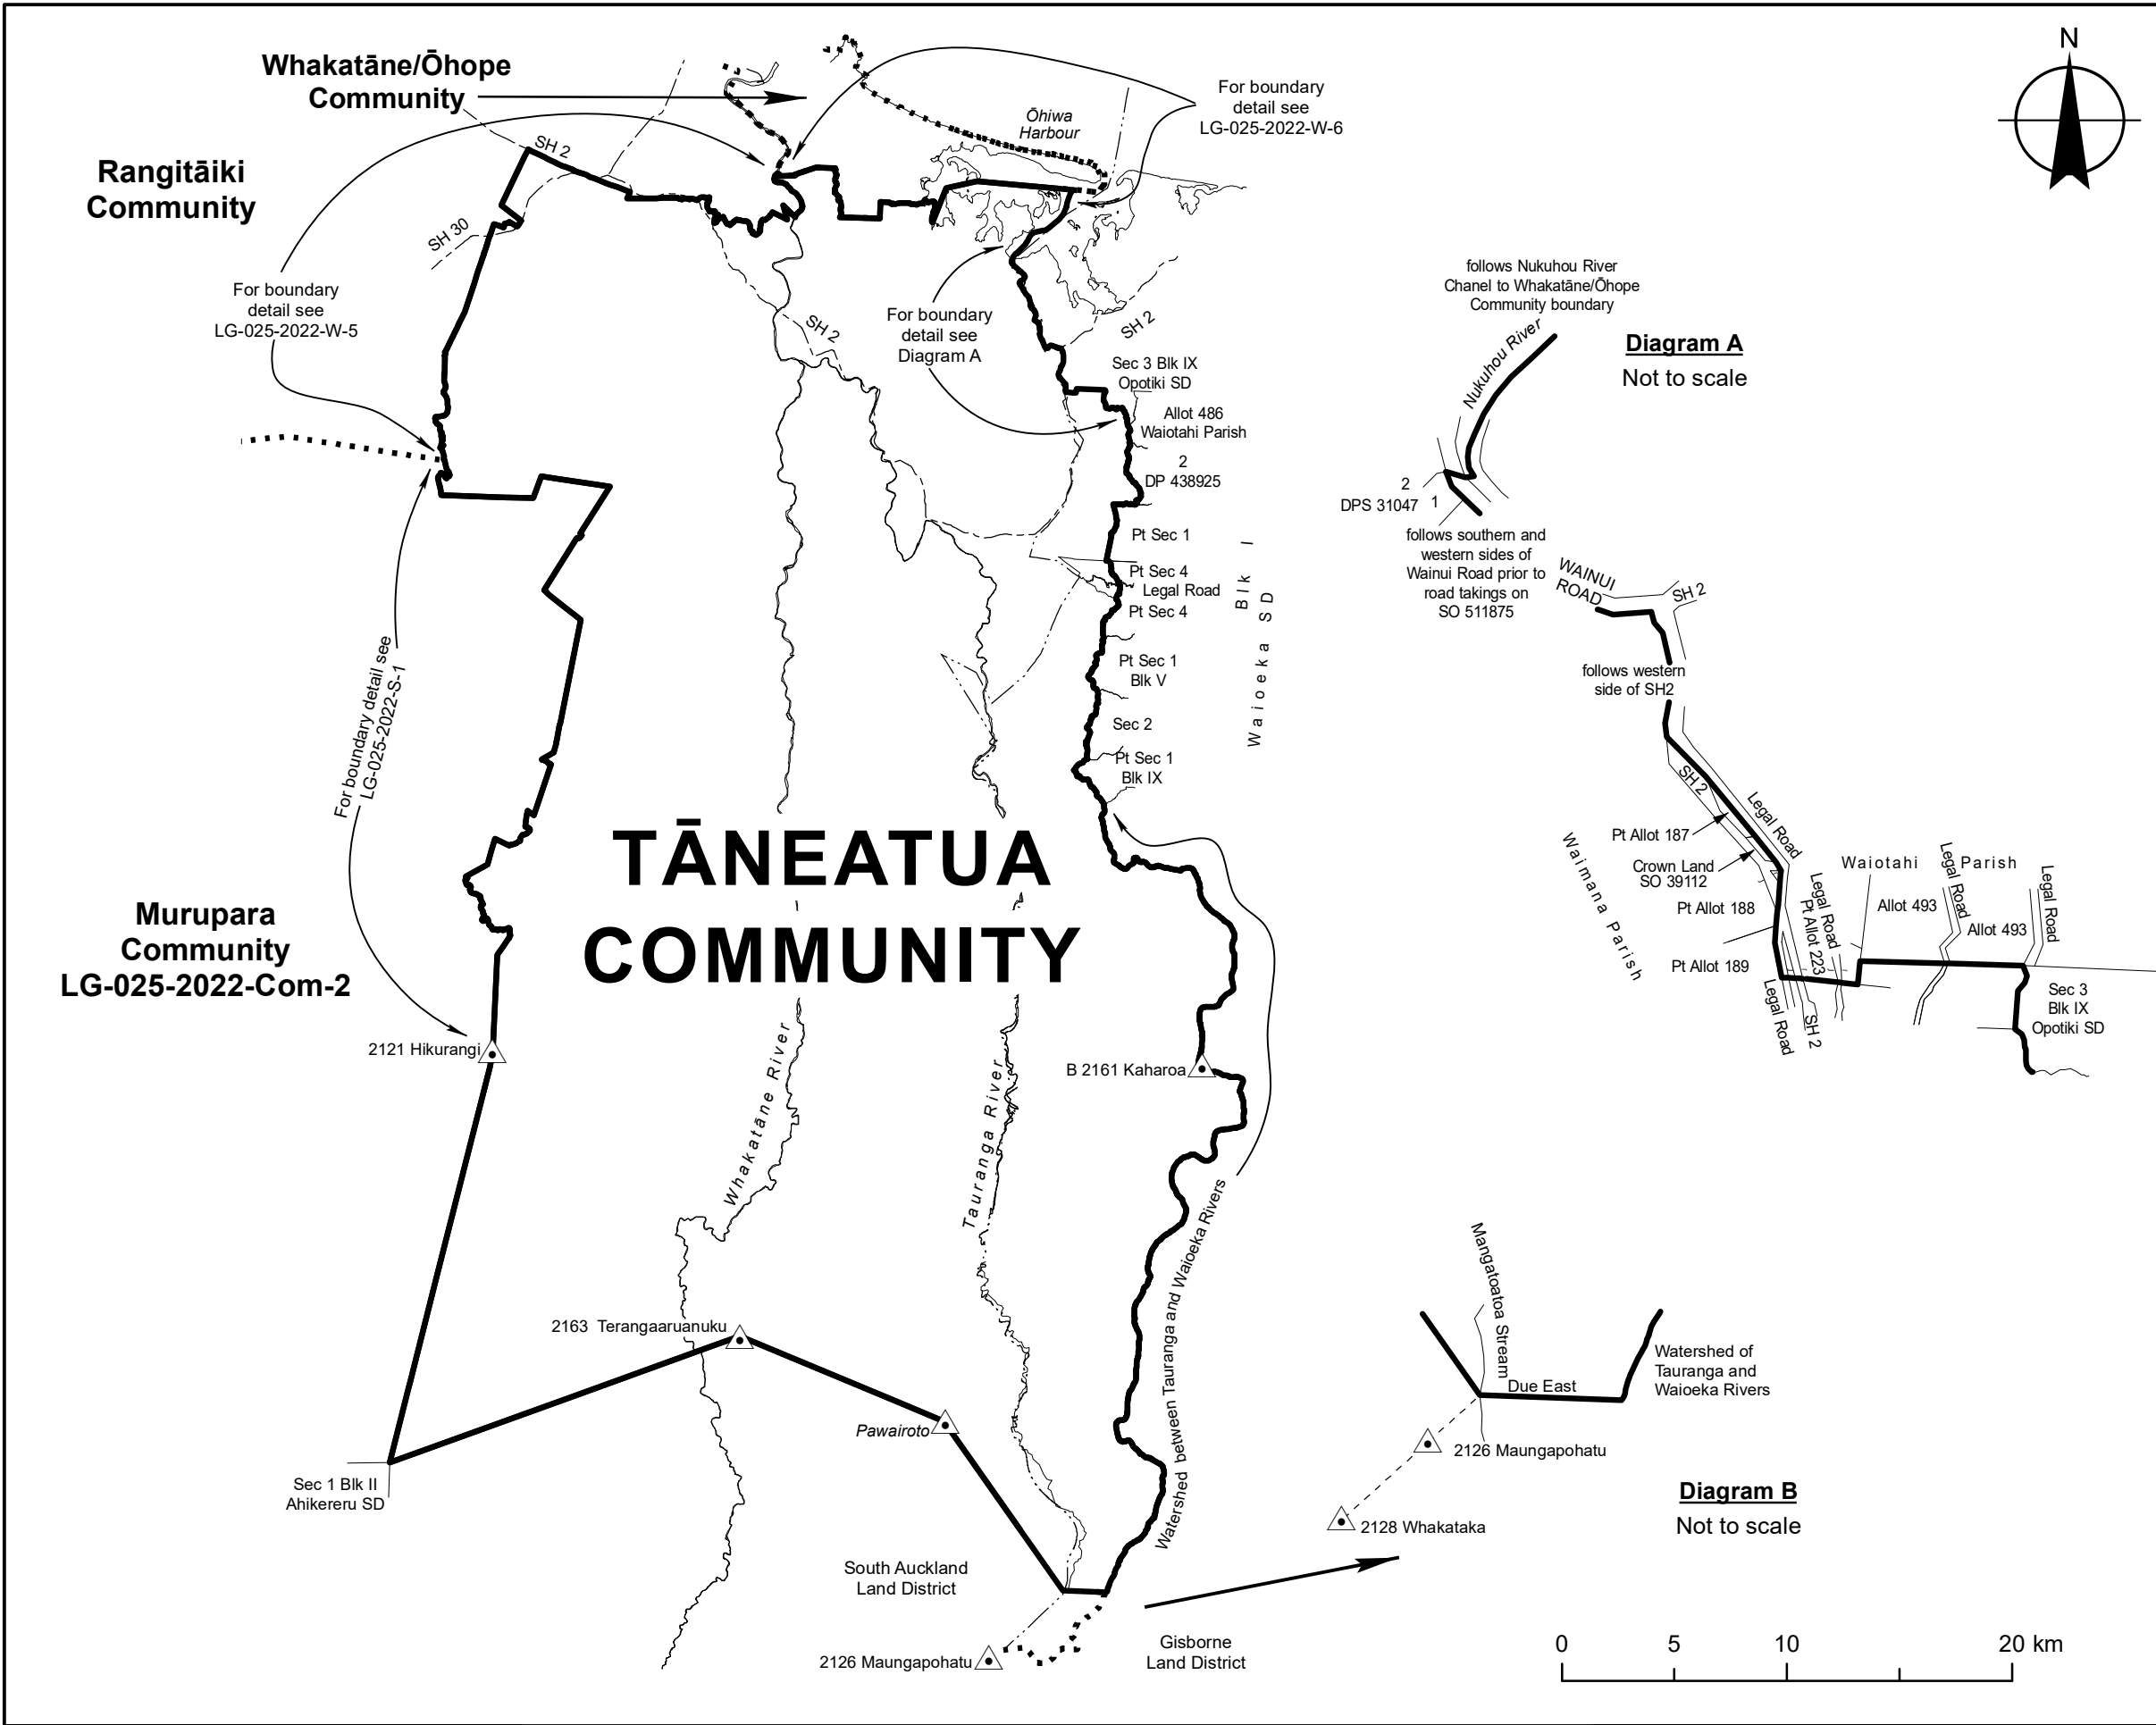 Whakatāne/Ōhope
Community
Rangitāiki
Community
SH 2
SH 30
For boundary
detail see
LG-025-2022-W-5
Ōhiwa
Harbour
For boundary
detail see
LG-025-2022-W-6
N
For boundary
detail see
Diagram A
SH 2
SH 2
Sec 3 Blk IX
Opotiki SD
Allot 486
Waiotahi Parish
2
DP 438925
Pt Sec 1
Pt Sec 4
Legal Road
Pt Sec 4
Pt Sec 1
Blk V
Sec 2
Pt Sec 1
Blk IX
Blk I
Waioeka SD
For boundary detail see
LG-025-2022-S-1
TĀNEATUA
COMMUNITY
Murupara
Community
LG-025-2022-Com-2
2121 Hikurangi
B 2161 Kaharoa
Whakatāne River
Tauranga River
Watershed between Tauranga and Waioeka Rivers
2163 Terangaaruanuku
Pawairoto
Sec 1 Blk II
Ahikereru SD
South Auckland
Land District
2126 Maungapohatu
Gisborne
Land District
follows Nukuhou River
Chanel to Whakatāne/Ōhope
Community boundary
Diagram A
Not to scale
Nukuhou River
2
DPS 31047
1
follows southern and
western sides of
Wainui Road prior to
road takings on
SO 511875
WAINUI
ROAD
SH 2
follows western
side of SH2
SH 2
Legal Road
Pt Allot 187
Crown Land
SO 39112
Pt Allot 188
Pt Allot 189
Waimana Parish
Legal Road
Pt Allot 223
Legal Road
SH 2
Waiotahi Parish
Allot 493
Legal Road
Allot 493
Legal Road
Sec 3
Blk IX
Opotiki SD
Mangatoatoa Stream
Due East
Watershed of
Tauranga and
Waioeka Rivers
2126 Maungapohatu
2128 Whakataka
Diagram B
Not to scale
0 5 10 20 km